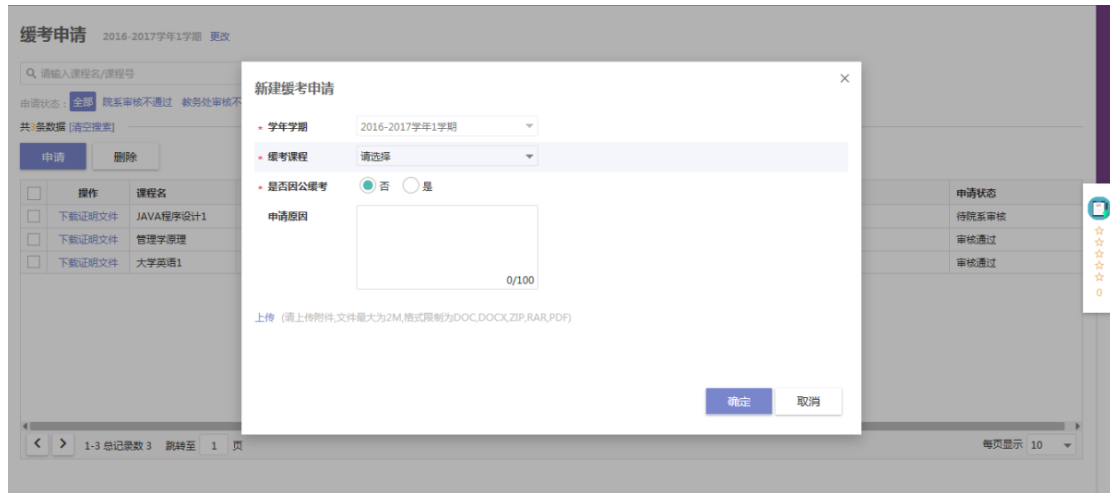 缓考申请 2016-2017学年1学期 更改
请输入课程名/课程号
申请状态: 全部 院系审核不通过 教务处审核不
共3条数据 [清空搜索]
申请 删除
操作 课程名 申请状态
下载证明文件 JAVA程序设计1 待院系审核
下载证明文件 管理学原理 审核通过
下载证明文件 大学英语1 审核通过
新建缓考申请 ×
* 学年学期 2016-2017学年1学期
* 缓考课程 请选择
* 是否因公缓考 否 是
申请原因
0/100
上传 (请上传附件,文件最大为2M,格式限制为DOC,DOCX,ZIP,RAR,PDF)
确定 取消
0
1-3 总记录数 3 跳转至 1 页 每页显示 10